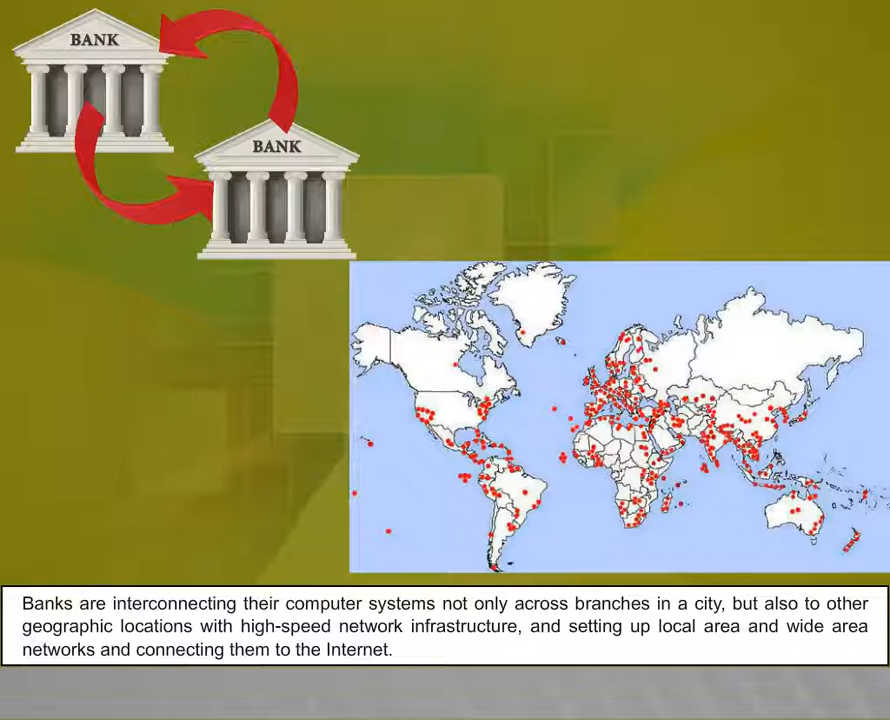 BANK
BANK
Banks are interconnecting their computer systems not only across branches in a city, but also to other
geographic locations with high-speed network infrastructure, and setting up local area and wide area
networks and connecting them to the Internet.